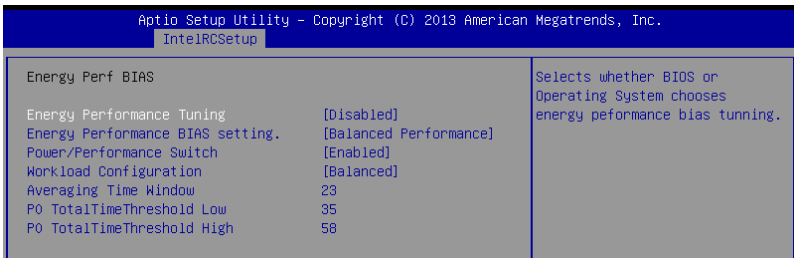 Aptio Setup Utility – Copyright (C) 2013 American Megatrends, Inc.
IntelRCSetup
Energy Perf BIAS
Energy Performance Tuning [Disabled]
Energy Performance BIAS setting. [Balanced Performance]
Power/Performance Switch [Enabled]
Workload Configuration [Balanced]
Averaging Time Window 23
P0 TotalTimeThreshold Low 35
P0 TotalTimeThreshold High 58
Selects whether BIOS or
Operating System chooses
energy peformance bias tunning.